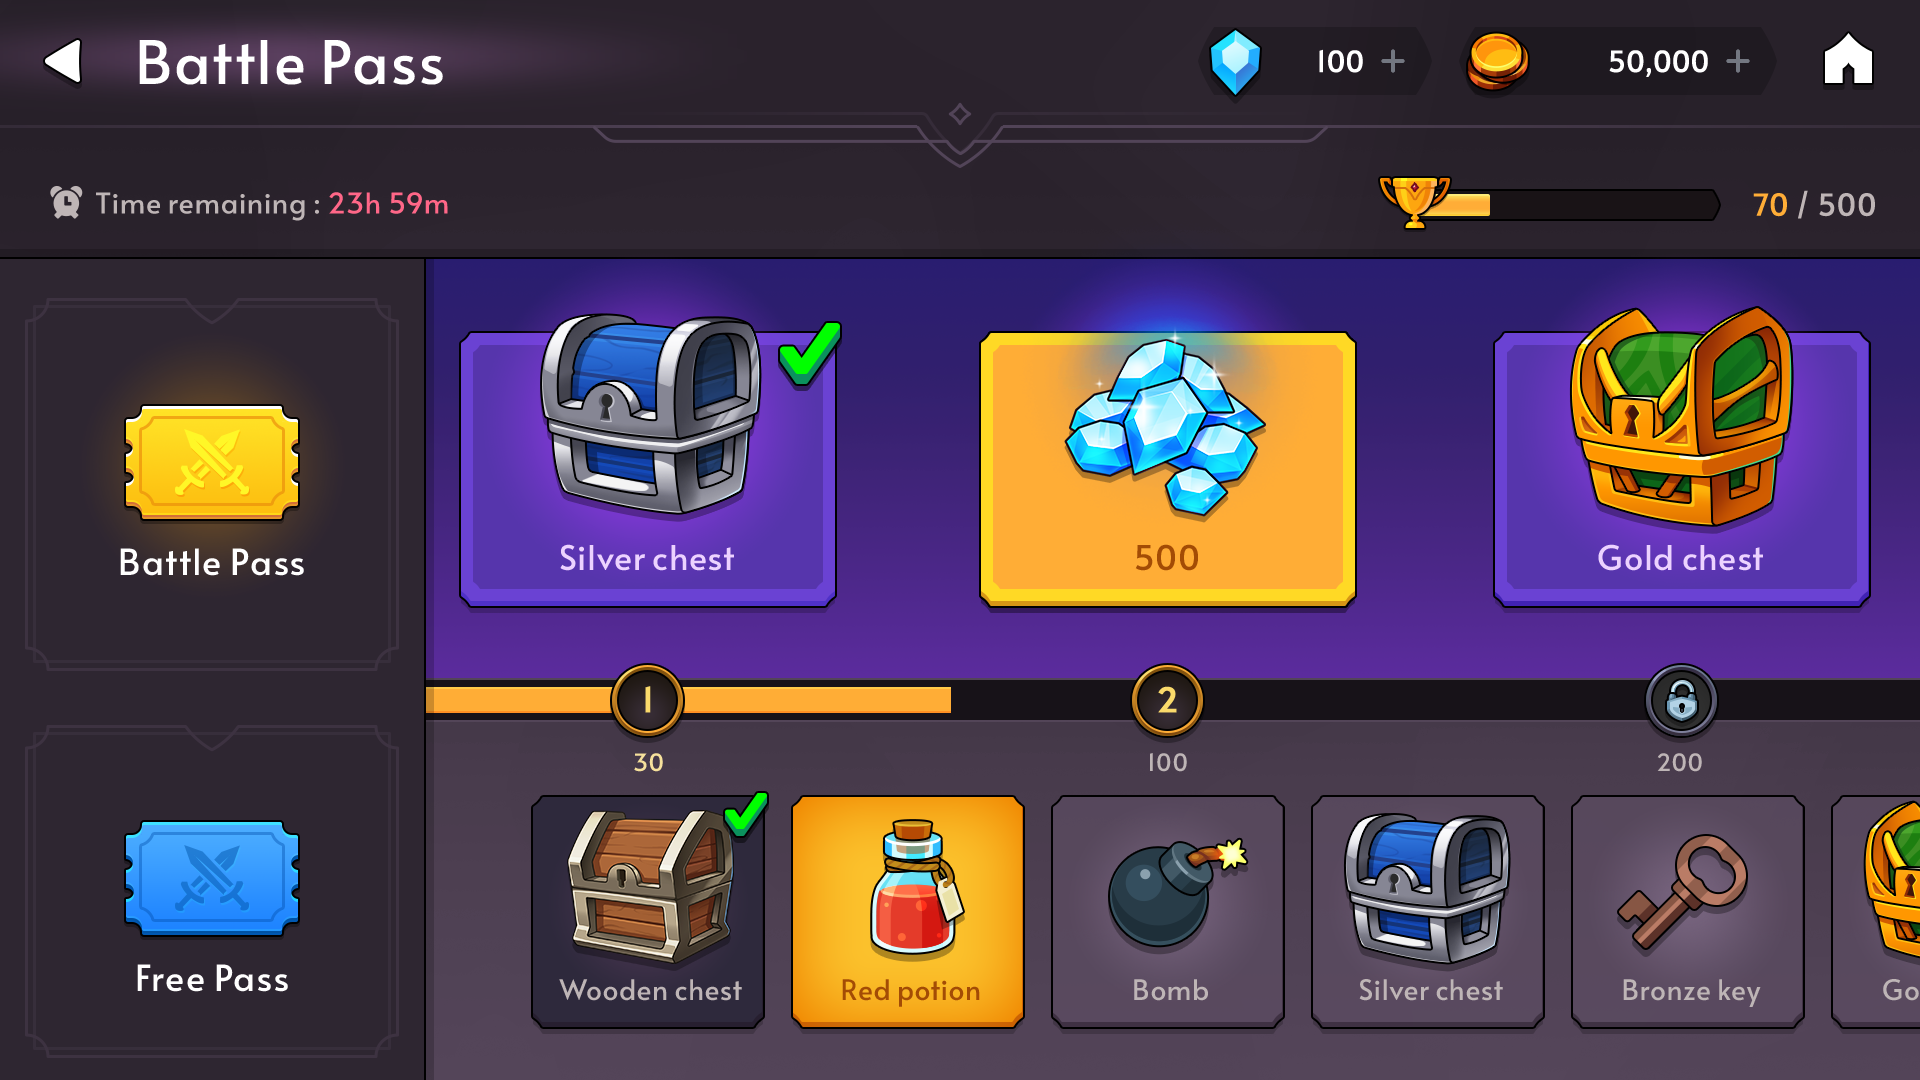 Battle Pass
100 +
50,000 +
Time remaining : 23h 59m
70 / 500
Battle Pass
Silver chest
500
Gold chest
1
2
30
100
200
Free Pass
Wooden chest
Red potion
Bomb
Silver chest
Bronze key
Go